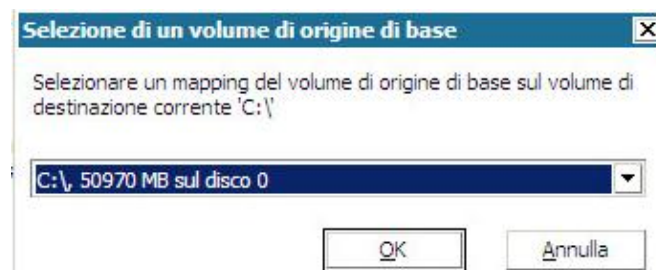 Selezione di un volume di origine di base
Selezionare un mapping del volume di origine di base sul volume di
destinazione corrente 'C:\'
C:\, 50970 MB sul disco 0
OK
Annulla